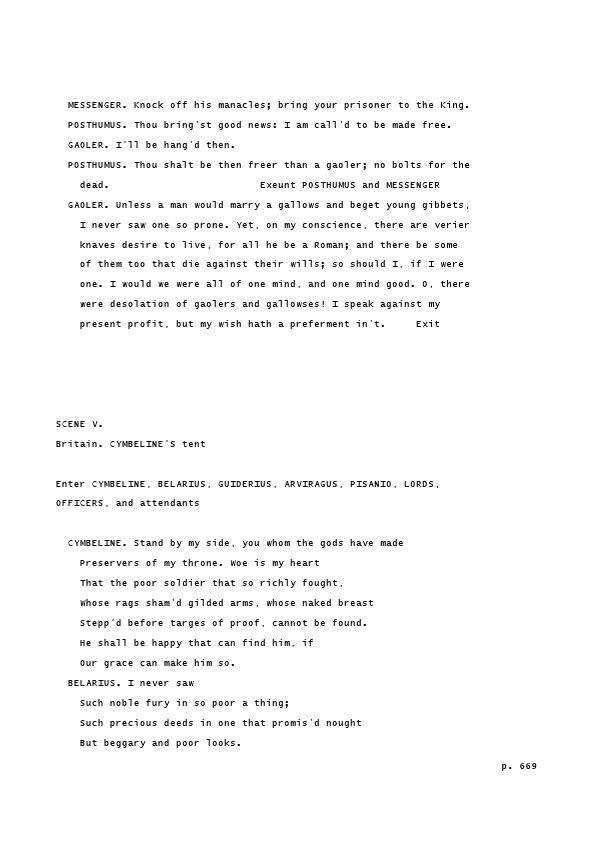 MESSENGER. Knock off his manacles; bring your prisoner to the King.
POSTHUMUS. Thou bring'st good news: I am call'd to be made free.
GAOLER. I'll be hang'd then.
POSTHUMUS. Thou shalt be then freer than a gaoler; no bolts for the
dead. Exeunt POSTHUMUS and MESSENGER
GAOLER. Unless a man would marry a gallows and beget young gibbets,
I never saw one so prone. Yet, on my conscience, there are verier
knaves desire to live, for all he be a Roman; and there be some
of them too that die against their wills; so should I, if I were
one. I would we were all of one mind, and one mind good. O, there
were desolation of gaolers and gallowses! I speak against my
present profit, but my wish hath a preferment in't. Exit
SCENE V.
Britain. CYMBELINE'S tent
Enter CYMBELINE, BELARIUS, GUIDERIUS, ARVIRAGUS, PISANIO, LORDS,
OFFICERS, and attendants
CYMBELINE. Stand by my side, you whom the gods have made
Preservers of my throne. Woe is my heart
That the poor soldier that so richly fought,
Whose rags sham'd gilded arms, whose naked breast
Stepp'd before targes of proof, cannot be found.
He shall be happy that can find him, if
Our grace can make him so.
BELARIUS. I never saw
Such noble fury in so poor a thing;
Such precious deeds in one that promis'd nought
But beggary and poor looks.
p. 669